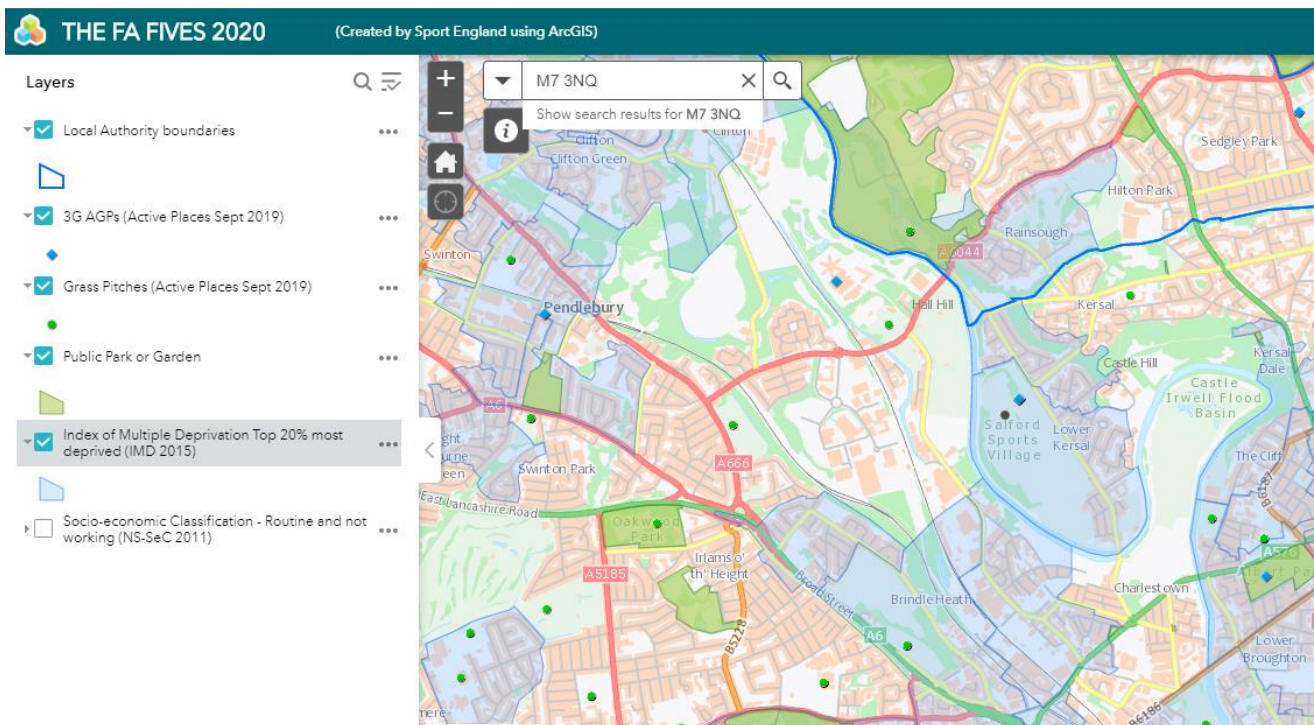 THE FA FIVES 2020
(Created by Sport England using ArcGIS)
Layers
Local Authority boundaries
3G AGPs (Active Places Sept 2019)
Grass Pitches (Active Places Sept 2019)
Public Park or Garden
Index of Multiple Deprivation Top 20% most
deprived (IMD 2015)
Socio-economic Classification - Routine and not
working (NS-SeC 2011)
M7 3NQ
Show search results for M7 3NQ
Clifton
Clifton
Clifton Green
Sedgley Park
Hilton Park
Rainsough
Swinton
A6044
Pendlebury
Hall Hill
Kersal
Castle Hill
Kersal
Dale
Castle
Irwell Flood
Basin
A6
Salford
Sports
Village
Lower
Kersal
The Cliff
Swinton Park
A666
East Lancashire Road
B6187
Oakwood
Park
A576
A5185
Irlams o'
th' Height
Broad Street
Brindle Heath
Charlestown
B5228
A6
Lower
Broughton
B6186